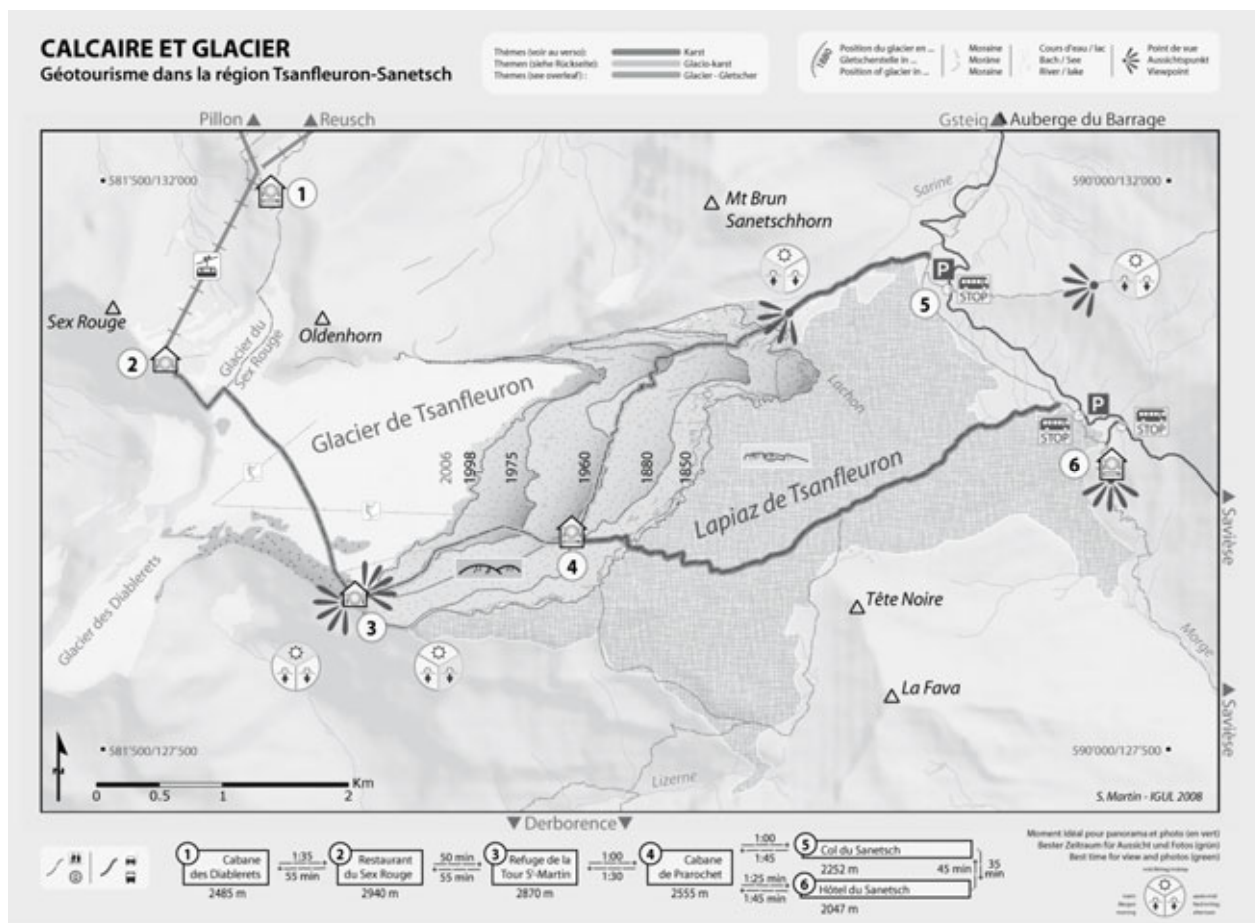 CALCAIRE ET GLACIER
Géotourisme dans la région Tsanfleuron-Sanetsch
Thèmes (voir au verso):
Themen (siehe Rückseite):
Themes (see overleaf) :
Karst
Glacio-karst
Glacier - Gletscher
1880
Position du glacier en ...
Gletscherstelle in ...
Position of glacier in ...
Moraine
Moräne
Moraine
Cours d'eau / lac
Bach / See
River / lake
Point de vue
Aussichtspunkt
Viewpoint
Pillon
Reusch
Gsteig
Auberge du Barrage
581'500/132'000
590'000/132'000
1
Sarine
Mt Brun
Sanetschhorn
P
STOP
5
Sex Rouge
Oldenhorn
2
Glacier du
Sex Rouge
Lachon
Glacier de Tsanfleuron
P
STOP
STOP
6
2006
1998
1975
1960
1880
1850
Lapiaz de Tsanfleuron
4
Savièse
Glacier des Diablerets
3
Tête Noire
Morge
La Fava
Savièse
581'500/127'500
590'000/127'500
Lizerne
N
Km
0
0.5
1
2
S. Martin - IGUL 2008
Derborence
1
Cabane
des Diablerets
2485 m
1:35
55 min
2
Restaurant
du Sex Rouge
2940 m
50 min
55 min
3
Refuge de la
Tour St-Martin
2870 m
1:00
1:30
4
Cabane
de Prarochet
2555 m
1:00
1:45
5
Col du Sanetsch
2252 m
45 min
35
min
1:25 min
1:45 min
6
Hôtel du Sanetsch
2047 m
Moment idéal pour panorama et photo (en vert)
Bester Zeitraum für Aussicht und Fotos (grün)
Best time for view and photos (green)